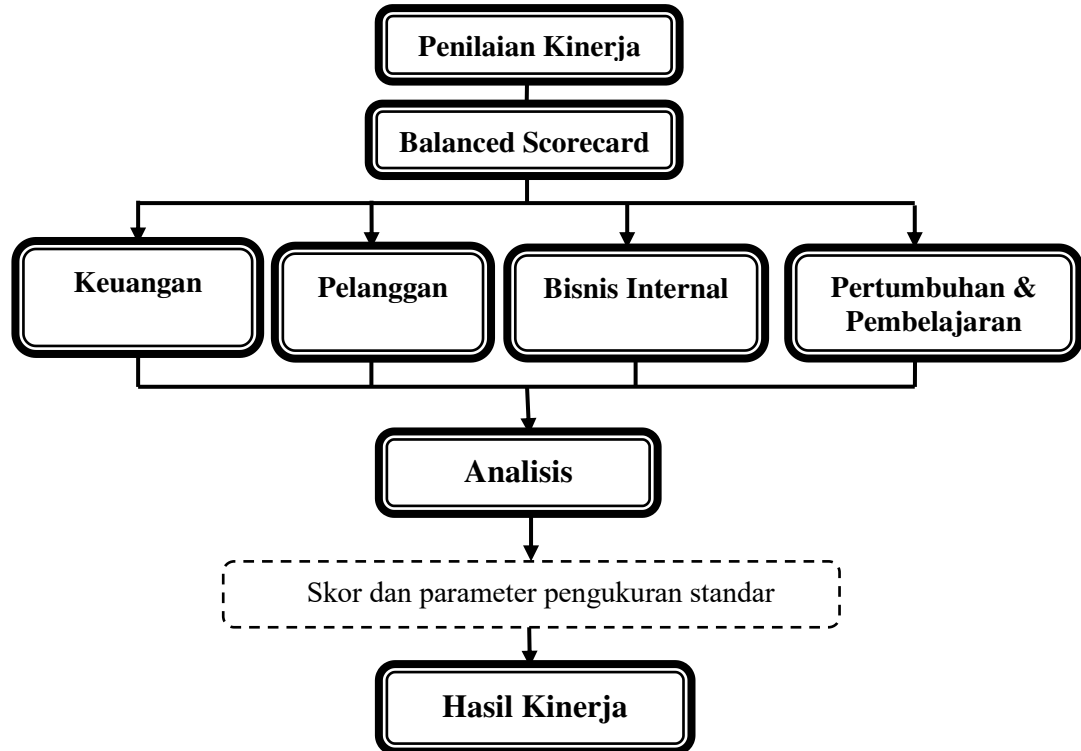 Penilaian Kinerja
Balanced Scorecard
Keuangan
Pelanggan
Bisnis Internal
Pertumbuhan &
Pembelajaran
Analisis
Skor dan parameter pengukuran standar
Hasil Kinerja